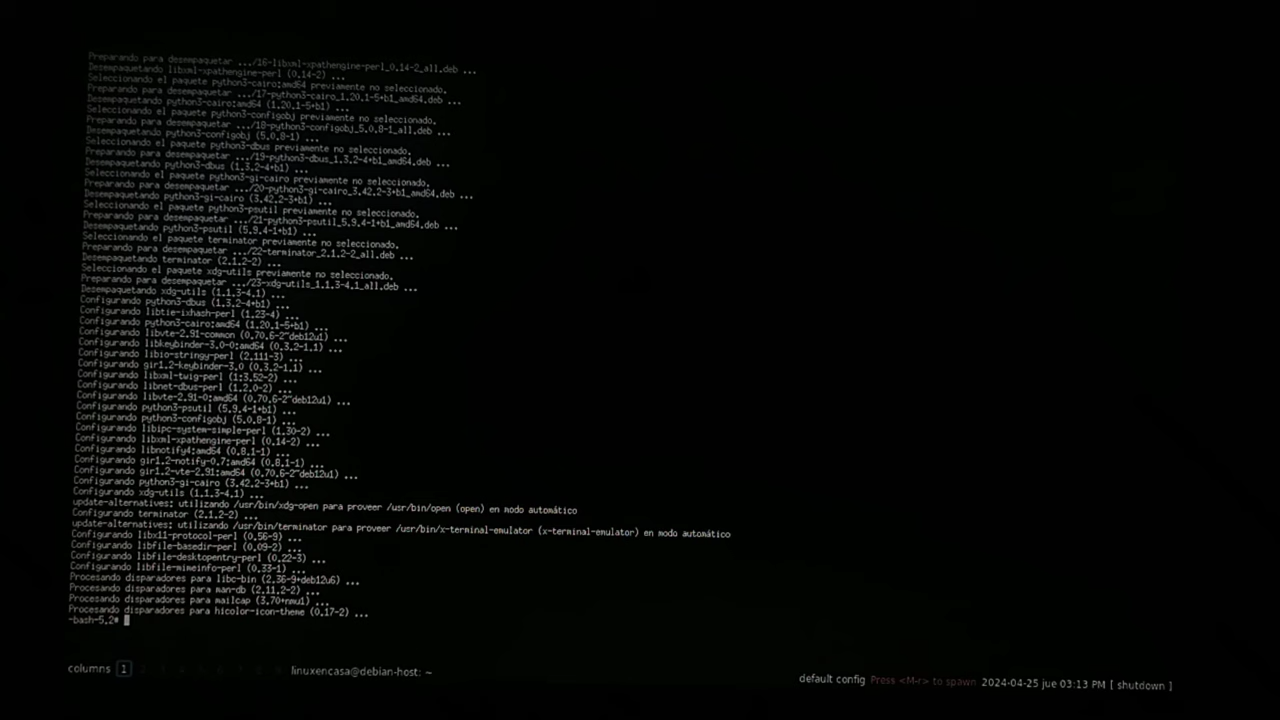 Preparando para desempaquetar .../16-libxml-xpathengine-perl_0.14-2_all.deb ...
Desempaquetando libxml-xpathengine-perl (0.14-2) ...
Seleccionando el paquete python3-cairo:amd64 previamente no seleccionado.
Preparando para desempaquetar .../17-python3-cairo_1.20.1-5+b1_amd64.deb ...
Desempaquetando python3-cairo:amd64 (1.20.1-5+b1) ...
Seleccionando el paquete python3-configobj previamente no seleccionado.
Preparando para desempaquetar .../18-python3-configobj_5.0.8-1_all.deb ...
Desempaquetando python3-configobj (5.0.8-1) ...
Seleccionando el paquete python3-dbus previamente no seleccionado.
Preparando para desempaquetar .../19-python3-dbus_1.3.2-4+b1_amd64.deb ...
Desempaquetando python3-dbus (1.3.2-4+b1) ...
Seleccionando el paquete python3-gi-cairo previamente no seleccionado.
Preparando para desempaquetar .../20-python3-gi-cairo_3.42.2-3+b1_amd64.deb ...
Desempaquetando python3-gi-cairo (3.42.2-3+b1) ...
Seleccionando el paquete python3-psutil previamente no seleccionado.
Preparando para desempaquetar .../21-python3-psutil_5.9.4-1+b1_amd64.deb ...
Desempaquetando python3-psutil (5.9.4-1+b1) ...
Seleccionando el paquete terminator previamente no seleccionado.
Preparando para desempaquetar .../22-terminator_2.1.2-2_all.deb ...
Desempaquetando terminator (2.1.2-2) ...
Seleccionando el paquete xdg-utils previamente no seleccionado.
Preparando para desempaquetar .../23-xdg-utils_1.1.3-4.1_all.deb ...
Desempaquetando xdg-utils (1.1.3-4.1) ...
Configurando python3-dbus (1.3.2-4+b1) ...
Configurando libtie-ixhash-perl (1.23-4) ...
Configurando python3-cairo:amd64 (1.20.1-5+b1) ...
Configurando libvte-2.91-common (0.70.6-2~deb12u1) ...
Configurando libkeybinder-3.0-0:amd64 (0.3.2-1.1) ...
Configurando libio-stringy-perl (2.111-3) ...
Configurando gir1.2-keybinder-3.0 (0.3.2-1.1) ...
Configurando libxml-twig-perl (1:3.52-2) ...
Configurando libnet-dbus-perl (1.2.0-2) ...
Configurando libvte-2.91-0:amd64 (0.70.6-2~deb12u1) ...
Configurando python3-psutil (5.9.4-1+b1) ...
Configurando python3-configobj (5.0.8-1) ...
Configurando libipc-system-simple-perl (1.30-2) ...
Configurando libxml-xpathengine-perl (0.14-2) ...
Configurando libnotify4:amd64 (0.8.1-1) ...
Configurando gir1.2-notify-0.7:amd64 (0.8.1-1) ...
Configurando gir1.2-vte-2.91:amd64 (0.70.6-2~deb12u1) ...
Configurando python3-gi-cairo (3.42.2-3+b1) ...
Configurando xdg-utils (1.1.3-4.1) ...
update-alternatives: utilizando /usr/bin/xdg-open para proveer /usr/bin/open (open) en modo automático
Configurando terminator (2.1.2-2) ...
update-alternatives: utilizando /usr/bin/terminator para proveer /usr/bin/x-terminal-emulator (x-terminal-emulator) en modo automático
Configurando libx11-protocol-perl (0.56-9) ...
Configurando libfile-basedir-perl (0.09-2) ...
Configurando libfile-desktopentry-perl (0.22-3) ...
Configurando libfile-mimeinfo-perl (0.33-1) ...
Procesando disparadores para libc-bin (2.36-9+deb12u6) ...
Procesando disparadores para man-db (2.11.2-2) ...
Procesando disparadores para mailcap (3.70+nmu1) ...
Procesando disparadores para hicolor-icon-theme (0.17-2) ...
-bash-5.2#
columns 1 2 3 4 5 6 7 8 9 linuxencasa@debian-host: ~ default config Press <M-r> to spawn 2024-04-25 jue 03:13 PM [ shutdown ]